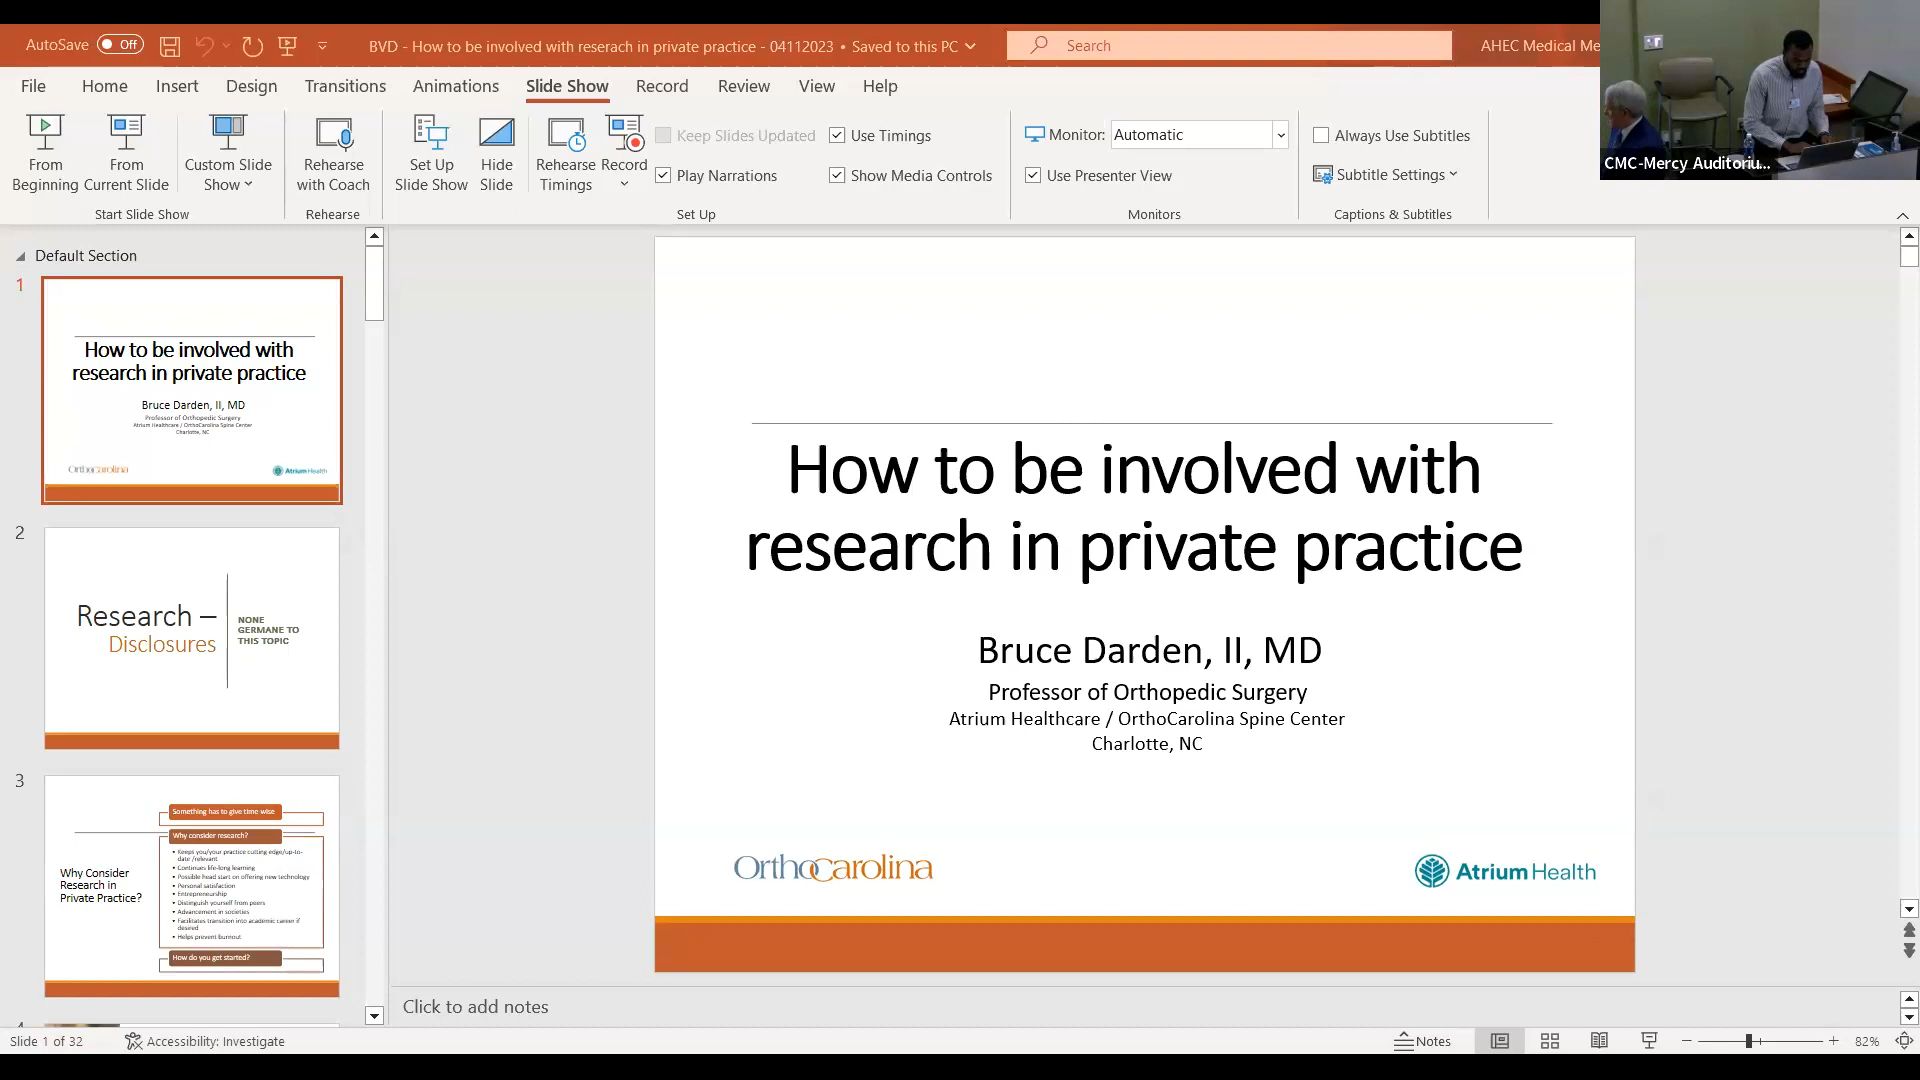 AutoSave Off
BVD - How to be involved with reserach in private practice - 04112023 • Saved to this PC
Search
AHEC Medical Me
File Home Insert Design Transitions Animations Slide Show Record Review View Help
From Beginning
From Current Slide
Custom Slide Show
Rehearse with Coach
Set Up Slide Show
Hide Slide
Rehearse Timings
Record
Keep Slides Updated
Use Timings
Play Narrations
Show Media Controls
Monitor: Automatic
Use Presenter View
Always Use Subtitles
Subtitle Settings
Start Slide Show
Rehearse
Set Up
Monitors
Captions & Subtitles
CMC-Mercy Auditoriu...
Default Section
1
How to be involved with
research in private practice
Bruce Darden, II, MD
Professor of Orthopedic Surgery
Atrium Healthcare / OrthoCarolina Spine Center
Charlotte, NC
OrthoCarolina
Atrium Health
2
Research –
Disclosures
NONE
GERMANE TO
THIS TOPIC
3
Why Consider
Research in
Private Practice?
Something has to give time wise
Why consider research?
• Keeps you/your practice cutting edge/up-to-
date /relevant
• Continues life-long learning
• Possible head start on offering new technology
• Personal satisfaction
• Entrepreneurship
• Distinguish yourself from peers
• Advancement in societies
• Facilitates transition into academic career if
desired
• Helps prevent burnout
How do you get started?
How to be involved with
research in private practice
Bruce Darden, II, MD
Professor of Orthopedic Surgery
Atrium Healthcare / OrthoCarolina Spine Center
Charlotte, NC
OrthoCarolina
Atrium Health
Click to add notes
Slide 1 of 32
Accessibility: Investigate
Notes
82%